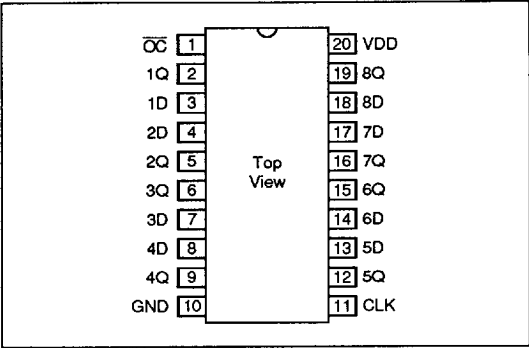 O̅C̅ 1 20 VDD
1Q 2 19 8Q
1D 3 18 8D
2D 4 17 7D
2Q 5 16 7Q
3Q 6 15 6Q
3D 7 14 6D
4D 8 13 5D
4Q 9 12 5Q
GND 10 11 CLK
Top
View